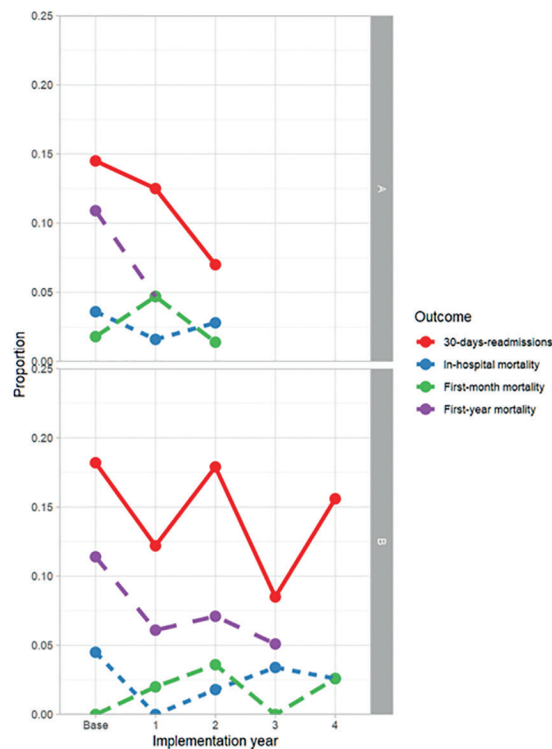 0.25
0.20
0.15
0.10
0.05
0.00
A
0.25
0.20
0.15
0.10
0.05
0.00
B
Proportion
Base 1 2 3 4
Implementation year
Outcome
30-days-readmissions
In-hospital mortality
First-month mortality
First-year mortality